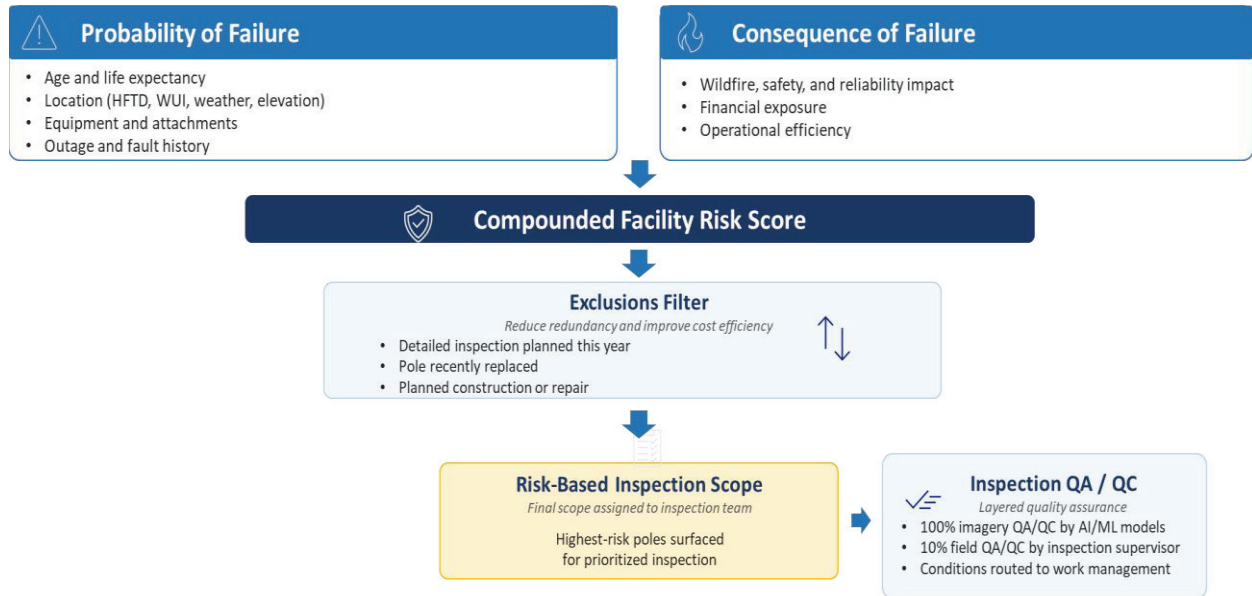 Probability of Failure
• Age and life expectancy
• Location (HFTD, WUI, weather, elevation)
• Equipment and attachments
• Outage and fault history
Consequence of Failure
• Wildfire, safety, and reliability impact
• Financial exposure
• Operational efficiency
Compounded Facility Risk Score
Exclusions Filter
Reduce redundancy and improve cost efficiency
• Detailed inspection planned this year
• Pole recently replaced
• Planned construction or repair
Risk-Based Inspection Scope
Final scope assigned to inspection team
Highest-risk poles surfaced
for prioritized inspection
Inspection QA / QC
Layered quality assurance
• 100% imagery QA/QC by AI/ML models
• 10% field QA/QC by inspection supervisor
• Conditions routed to work management